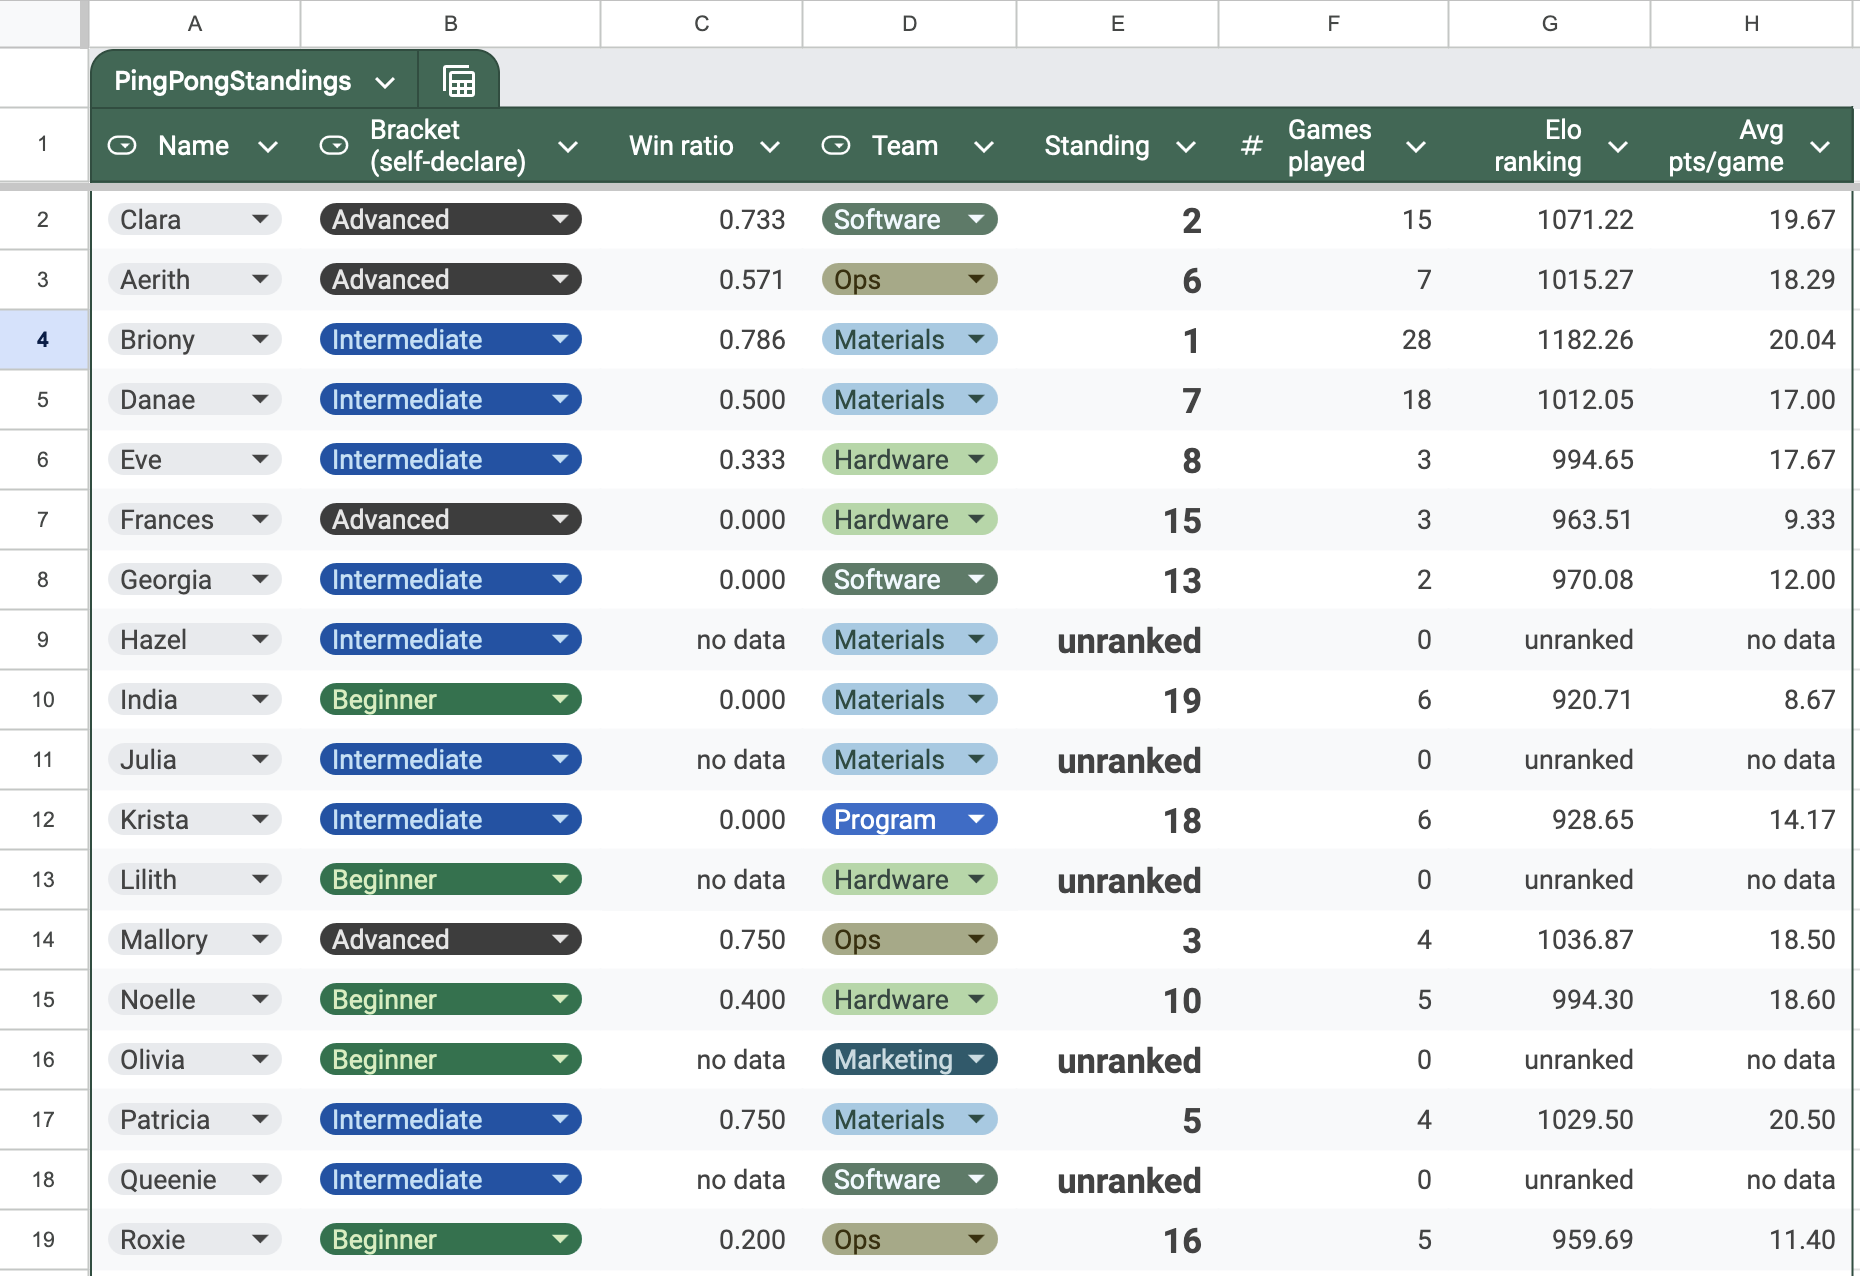 A B C D E F G H
PingPongStandings
1 Name Bracket (self-declare) Win ratio Team Standing # Games played Elo ranking Avg pts/game
2 Clara Advanced 0.733 Software 2 15 1071.22 19.67
3 Aerith Advanced 0.571 Ops 6 7 1015.27 18.29
4 Briony Intermediate 0.786 Materials 1 28 1182.26 20.04
5 Danae Intermediate 0.500 Materials 7 18 1012.05 17.00
6 Eve Intermediate 0.333 Hardware 8 3 994.65 17.67
7 Frances Advanced 0.000 Hardware 15 3 963.51 9.33
8 Georgia Intermediate 0.000 Software 13 2 970.08 12.00
9 Hazel Intermediate no data Materials unranked 0 unranked no data
10 India Beginner 0.000 Materials 19 6 920.71 8.67
11 Julia Intermediate no data Materials unranked 0 unranked no data
12 Krista Intermediate 0.000 Program 18 6 928.65 14.17
13 Lilith Beginner no data Hardware unranked 0 unranked no data
14 Mallory Advanced 0.750 Ops 3 4 1036.87 18.50
15 Noelle Beginner 0.400 Hardware 10 5 994.30 18.60
16 Olivia Beginner no data Marketing unranked 0 unranked no data
17 Patricia Intermediate 0.750 Materials 5 4 1029.50 20.50
18 Queenie Intermediate no data Software unranked 0 unranked no data
19 Roxie Beginner 0.200 Ops 16 5 959.69 11.40